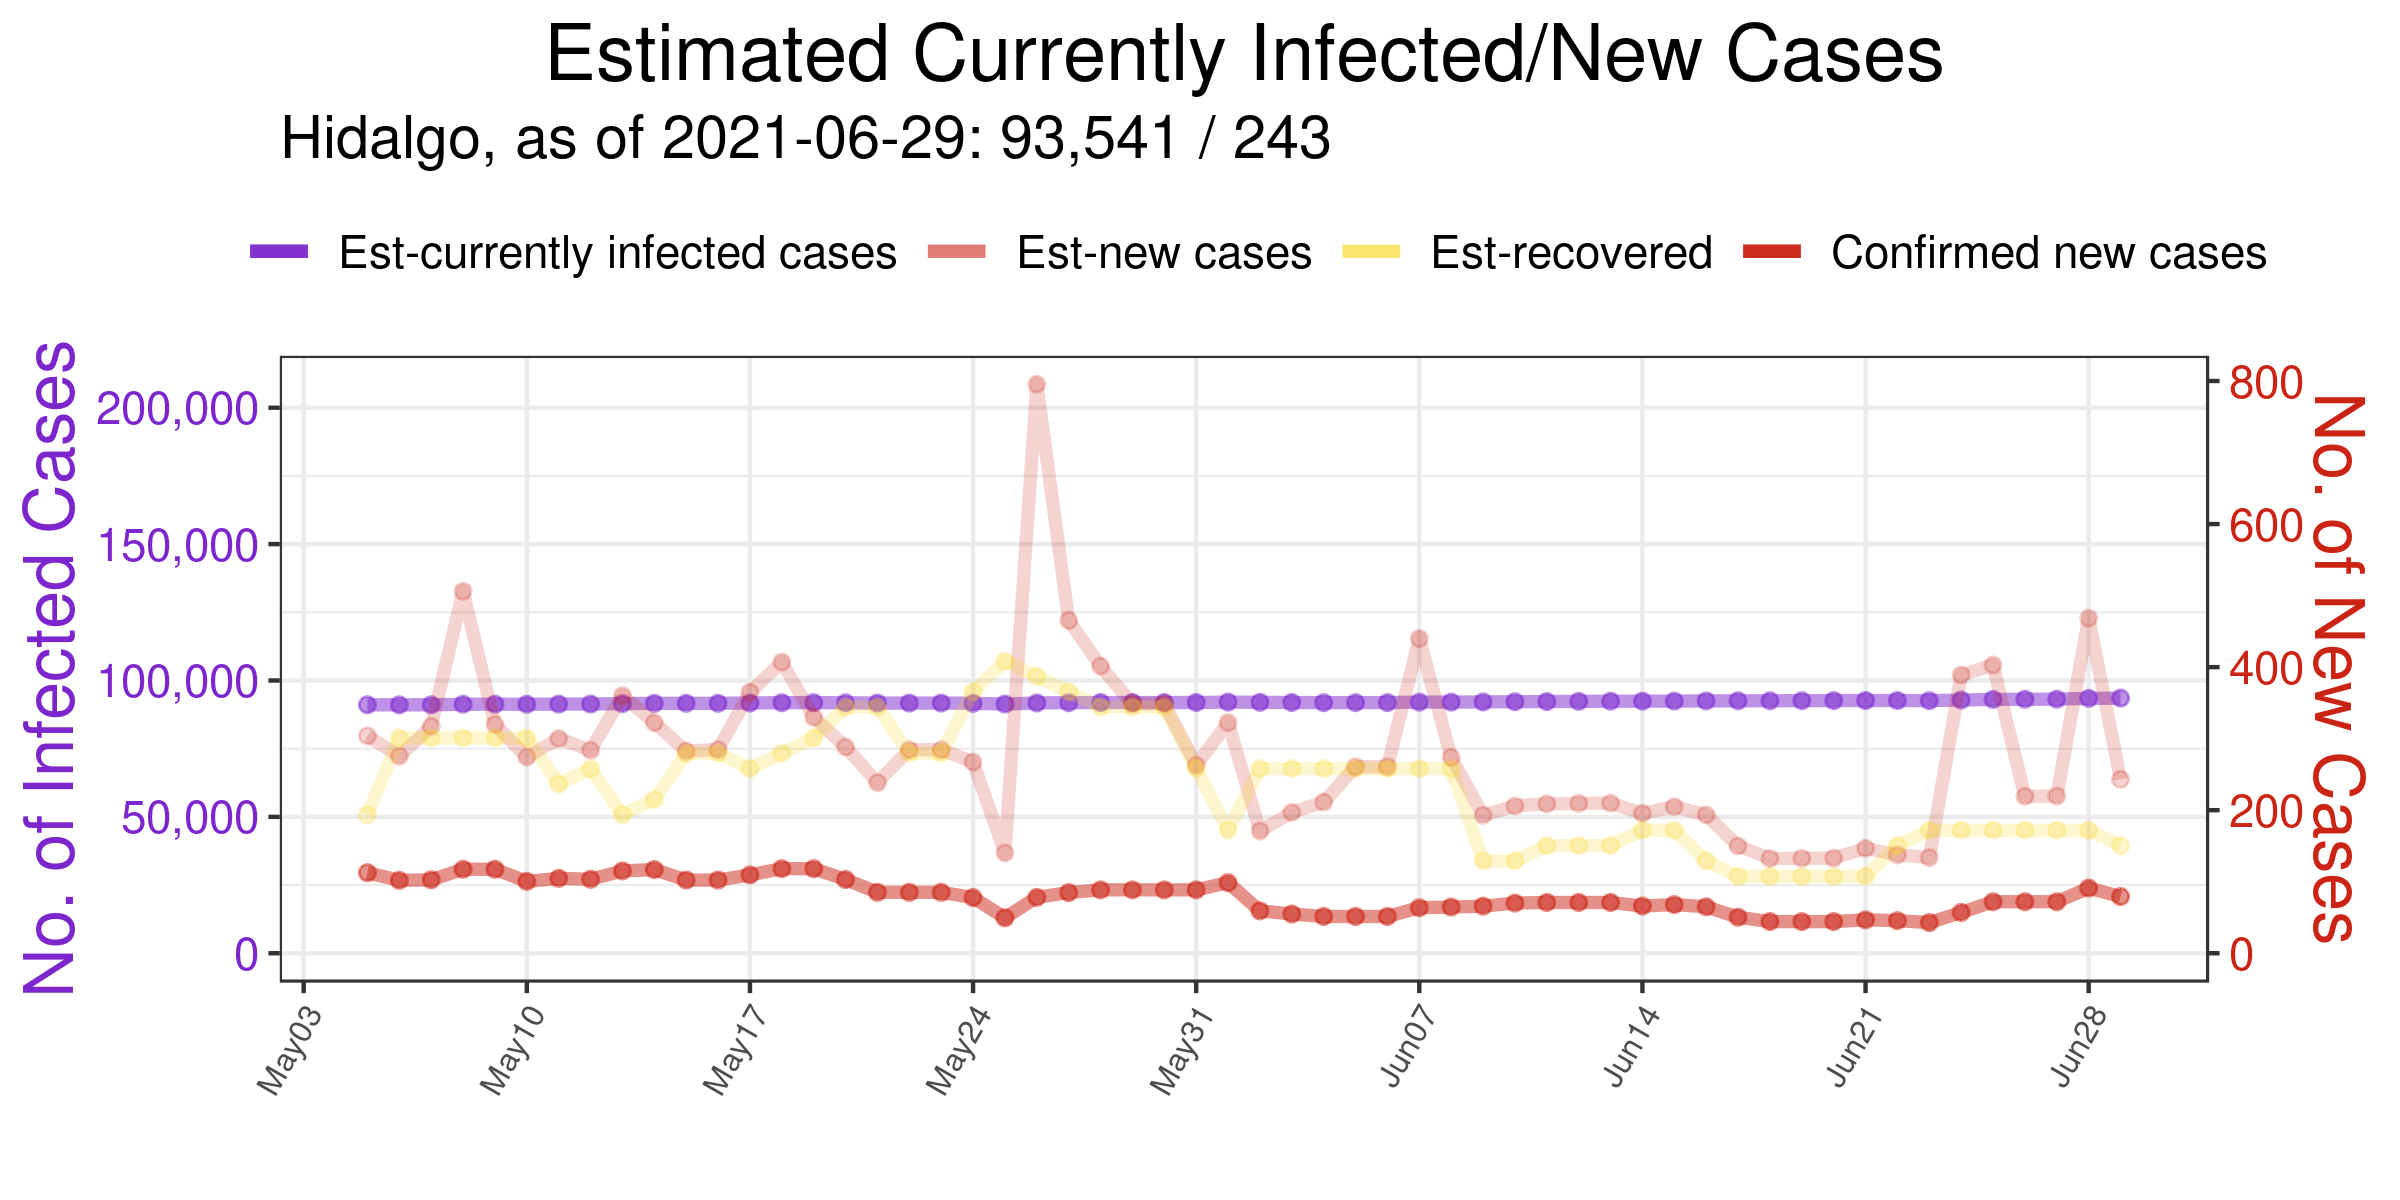 Estimated Currently Infected/New Cases
Hidalgo, as of 2021-06-29: 93,541 / 243
Est-currently infected cases Est-new cases Est-recovered Confirmed new cases
No. of Infected Cases
200,000
150,000
100,000
50,000
0
800
600
400
200
0
No. of New Cases
May03 May10 May17 May24 May31 Jun07 Jun14 Jun21 Jun28